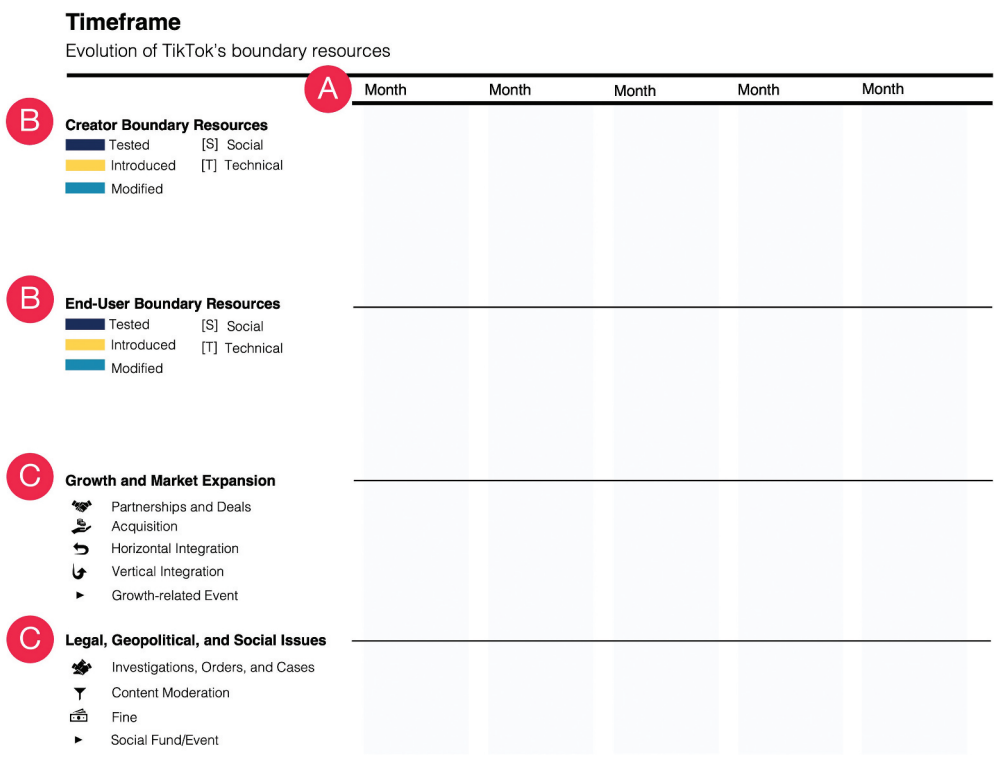 Timeframe
Evolution of TikTok's boundary resources
A Month Month Month Month Month
B
Creator Boundary Resources
Tested [S] Social
Introduced [T] Technical
Modified
B
End-User Boundary Resources
Tested [S] Social
Introduced [T] Technical
Modified
C
Growth and Market Expansion
Partnerships and Deals
Acquisition
Horizontal Integration
Vertical Integration
Growth-related Event
C
Legal, Geopolitical, and Social Issues
Investigations, Orders, and Cases
Content Moderation
Fine
Social Fund/Event